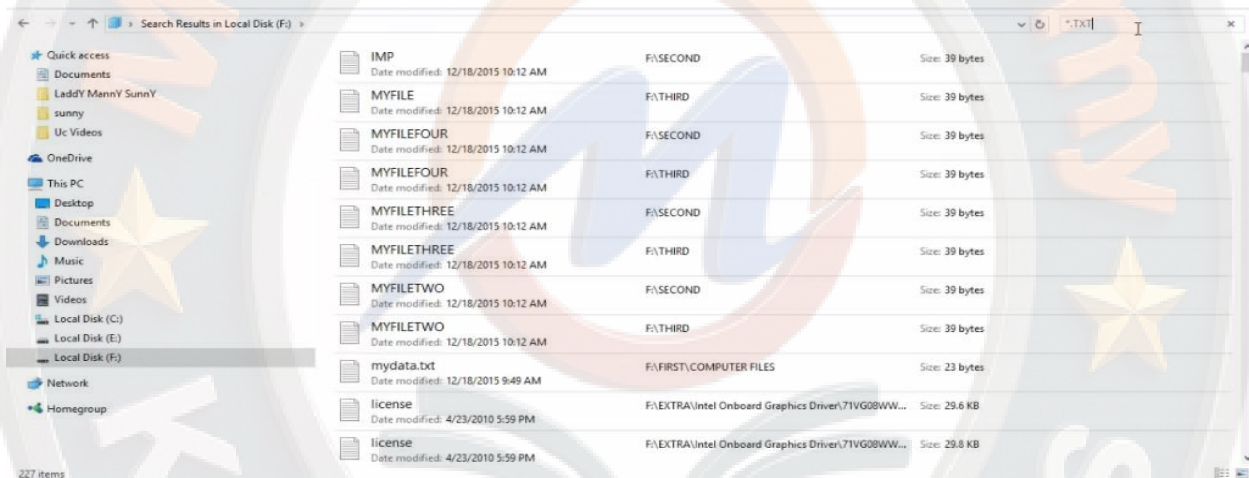 Search Results in Local Disk (F:)
*.TXT
Quick access
Documents
LaddY MannY SunnY
sunny
Uc Videos
OneDrive
This PC
Desktop
Documents
Downloads
Music
Pictures
Videos
Local Disk (C:)
Local Disk (E:)
Local Disk (F:)
Network
Homegroup
IMP F:\SECOND Size: 39 bytes
Date modified: 12/18/2015 10:12 AM
MYFILE F:\THIRD Size: 39 bytes
Date modified: 12/18/2015 10:12 AM
MYFILEFOUR F:\SECOND Size: 39 bytes
Date modified: 12/18/2015 10:12 AM
MYFILEFOUR F:\THIRD Size: 39 bytes
Date modified: 12/18/2015 10:12 AM
MYFILETHREE F:\SECOND Size: 39 bytes
Date modified: 12/18/2015 10:12 AM
MYFILETHREE F:\THIRD Size: 39 bytes
Date modified: 12/18/2015 10:12 AM
MYFILETWO F:\SECOND Size: 39 bytes
Date modified: 12/18/2015 10:12 AM
MYFILETWO F:\THIRD Size: 39 bytes
Date modified: 12/18/2015 10:12 AM
mydata.txt F:\FIRST\COMPUTER FILES Size: 23 bytes
Date modified: 12/18/2015 9:49 AM
license F:\EXTRA\Intel Onboard Graphics Driver\71VG08WW... Size: 29.6 KB
Date modified: 4/23/2010 5:59 PM
license F:\EXTRA\Intel Onboard Graphics Driver\71VG08WW... Size: 29.8 KB
Date modified: 4/23/2010 5:59 PM
227 items